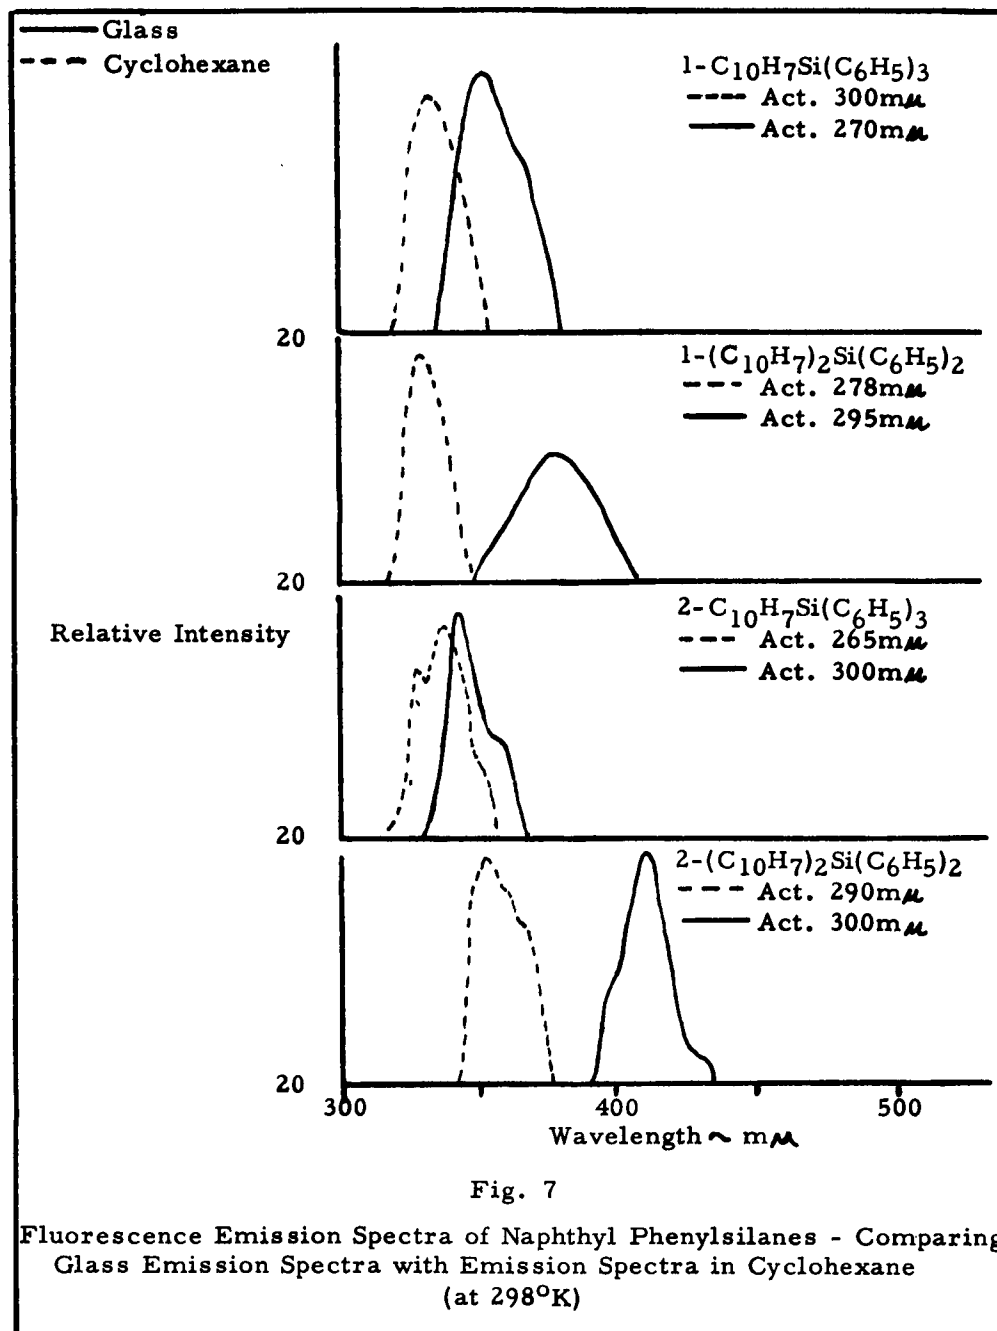 Glass
Cyclohexane
1-C10H7Si(C6H5)3
Act. 300mμ
Act. 270mμ
20
1-(C10H7)2Si(C6H5)2
Act. 278mμ
Act. 295mμ
20
2-C10H7Si(C6H5)3
Relative Intensity
Act. 265mμ
Act. 300mμ
20
2-(C10H7)2Si(C6H5)2
Act. 290mμ
Act. 300mμ
20
300 400 500
Wavelength ~ mμ
Fig. 7
Fluorescence Emission Spectra of Naphthyl Phenylsilanes - Comparing
Glass Emission Spectra with Emission Spectra in Cyclohexane
(at 298°K)